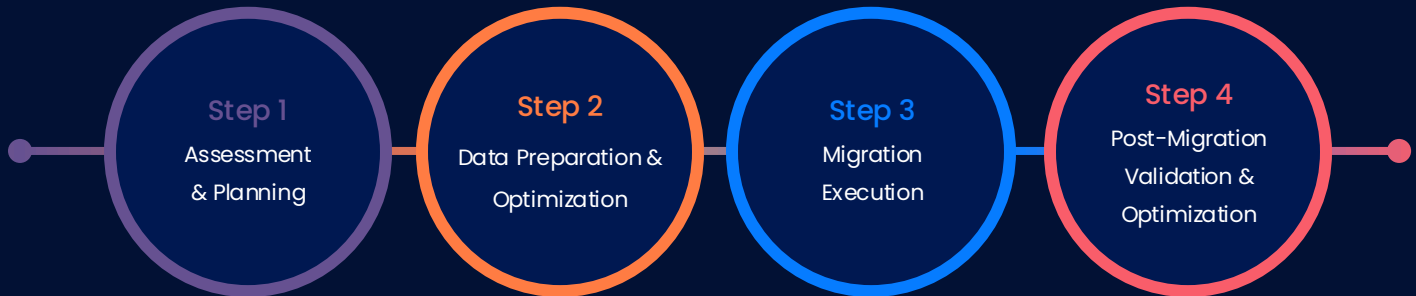 Step 1
Assessment
& Planning
Step 2
Data Preparation &
Optimization
Step 3
Migration
Execution
Step 4
Post-Migration
Validation &
Optimization